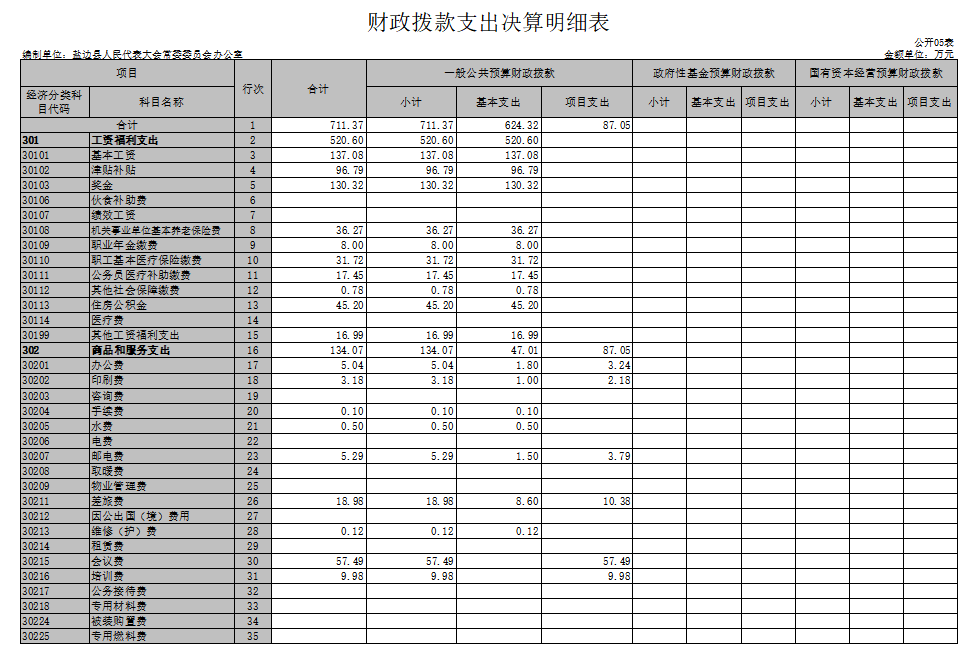 财政拨款支出决算明细表
公开05表
编制单位：盐边县人民代表大会常委委员会办公室 金额单位：万元
项目 行次 合计 一般公共预算财政拨款 政府性基金预算财政拨款 国有资本经营预算财政拨款
经济分类科目代码 科目名称 小计 基本支出 项目支出 小计 基本支出 项目支出 小计 基本支出 项目支出
合计 1 711.37 711.37 624.32 87.05
301 工资福利支出 2 520.60 520.60 520.60
30101 基本工资 3 137.08 137.08 137.08
30102 津贴补贴 4 96.79 96.79 96.79
30103 奖金 5 130.32 130.32 130.32
30106 伙食补助费 6
30107 绩效工资 7
30108 机关事业单位基本养老保险费 8 36.27 36.27 36.27
30109 职业年金缴费 9 8.00 8.00 8.00
30110 职工基本医疗保险缴费 10 31.72 31.72 31.72
30111 公务员医疗补助缴费 11 17.45 17.45 17.45
30112 其他社会保障缴费 12 0.78 0.78 0.78
30113 住房公积金 13 45.20 45.20 45.20
30114 医疗费 14
30199 其他工资福利支出 15 16.99 16.99 16.99
302 商品和服务支出 16 134.07 134.07 47.01 87.05
30201 办公费 17 5.04 5.04 1.80 3.24
30202 印刷费 18 3.18 3.18 1.00 2.18
30203 咨询费 19
30204 手续费 20 0.10 0.10 0.10
30205 水费 21 0.50 0.50 0.50
30206 电费 22
30207 邮电费 23 5.29 5.29 1.50 3.79
30208 取暖费 24
30209 物业管理费 25
30211 差旅费 26 18.98 18.98 8.60 10.38
30212 因公出国（境）费用 27
30213 维修（护）费 28 0.12 0.12 0.12
30214 租赁费 29
30215 会议费 30 57.49 57.49 57.49
30216 培训费 31 9.98 9.98 9.98
30217 公务接待费 32
30218 专用材料费 33
30224 被装购置费 34
30225 专用燃料费 35